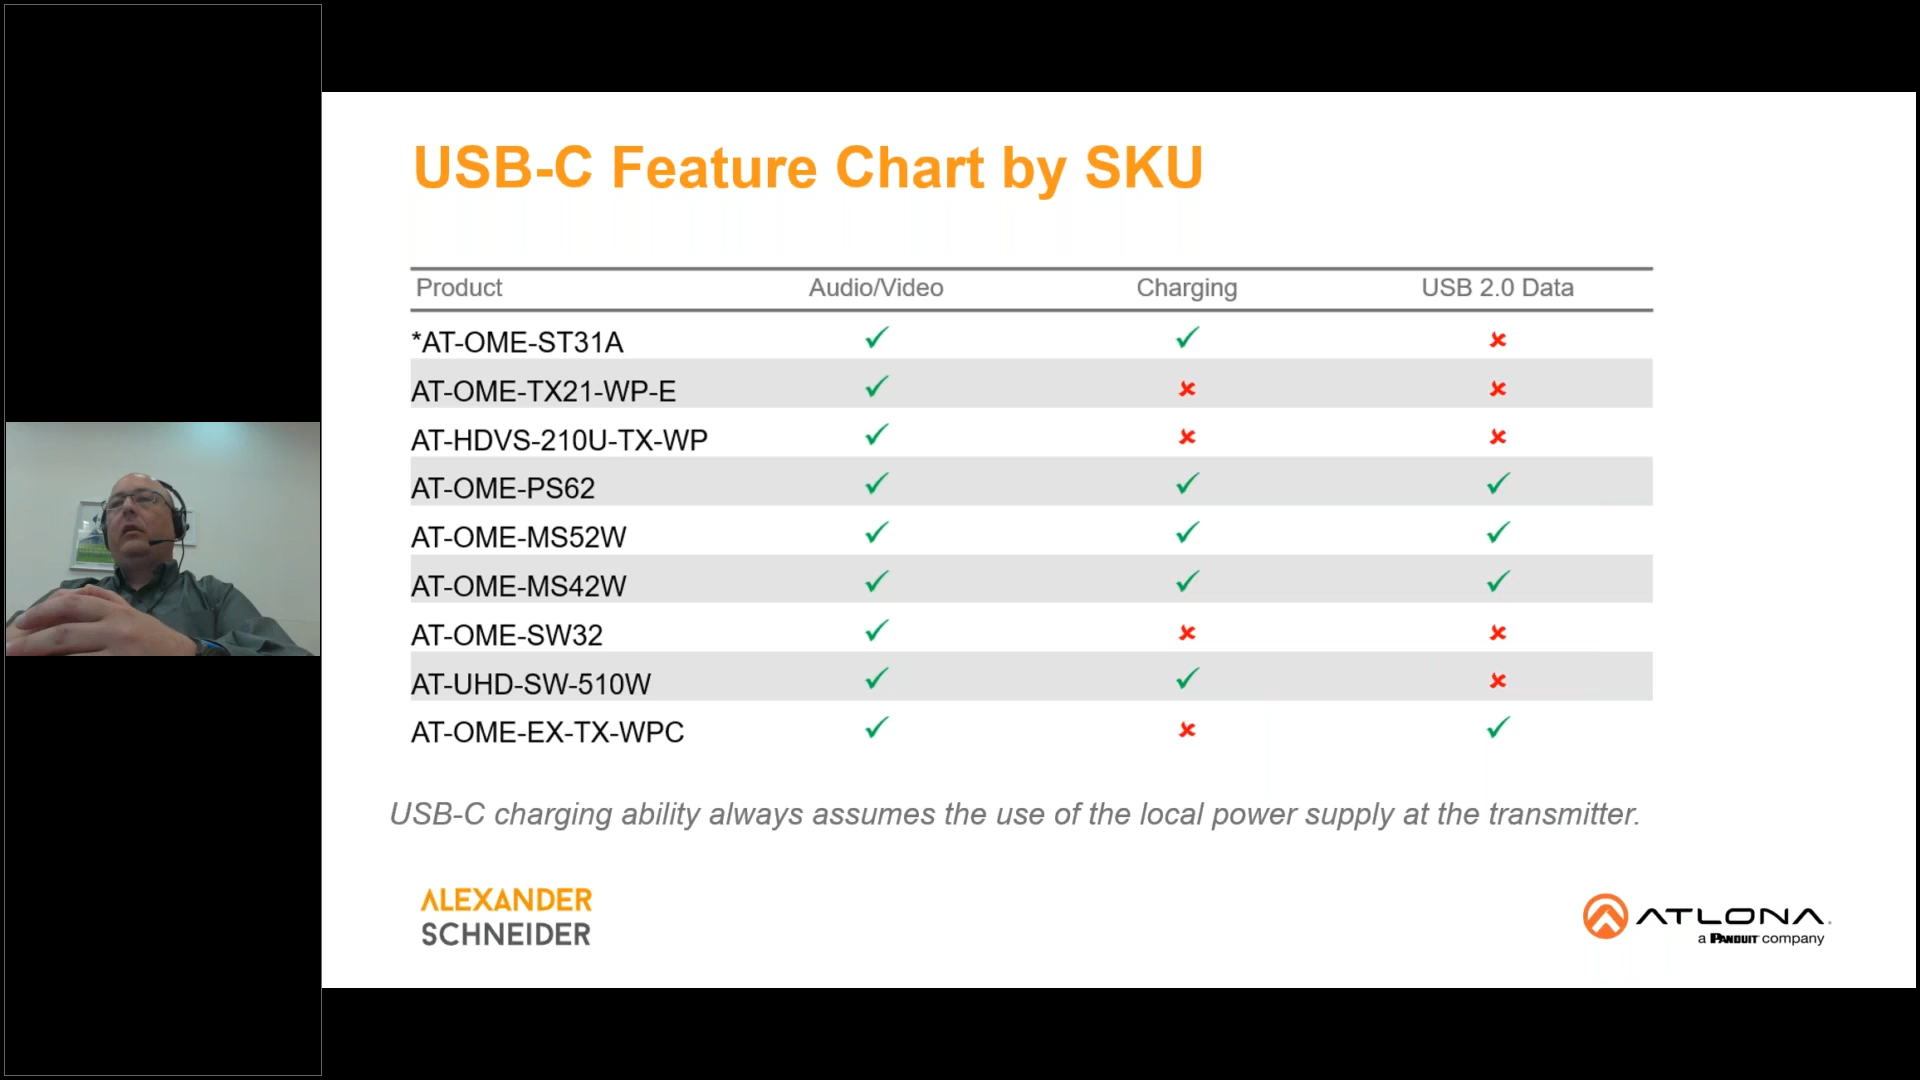 USB-C Feature Chart by SKU
Product Audio/Video Charging USB 2.0 Data
*AT-OME-ST31A ✓ ✓ ✘
AT-OME-TX21-WP-E ✓ ✘ ✘
AT-HDVS-210U-TX-WP ✓ ✘ ✘
AT-OME-PS62 ✓ ✓ ✓
AT-OME-MS52W ✓ ✓ ✓
AT-OME-MS42W ✓ ✓ ✓
AT-OME-SW32 ✓ ✘ ✘
AT-UHD-SW-510W ✓ ✓ ✘
AT-OME-EX-TX-WPC ✓ ✘ ✓
USB-C charging ability always assumes the use of the local power supply at the transmitter.
ALEXANDER
SCHNEIDER
ATLONA
a PANDUIT company